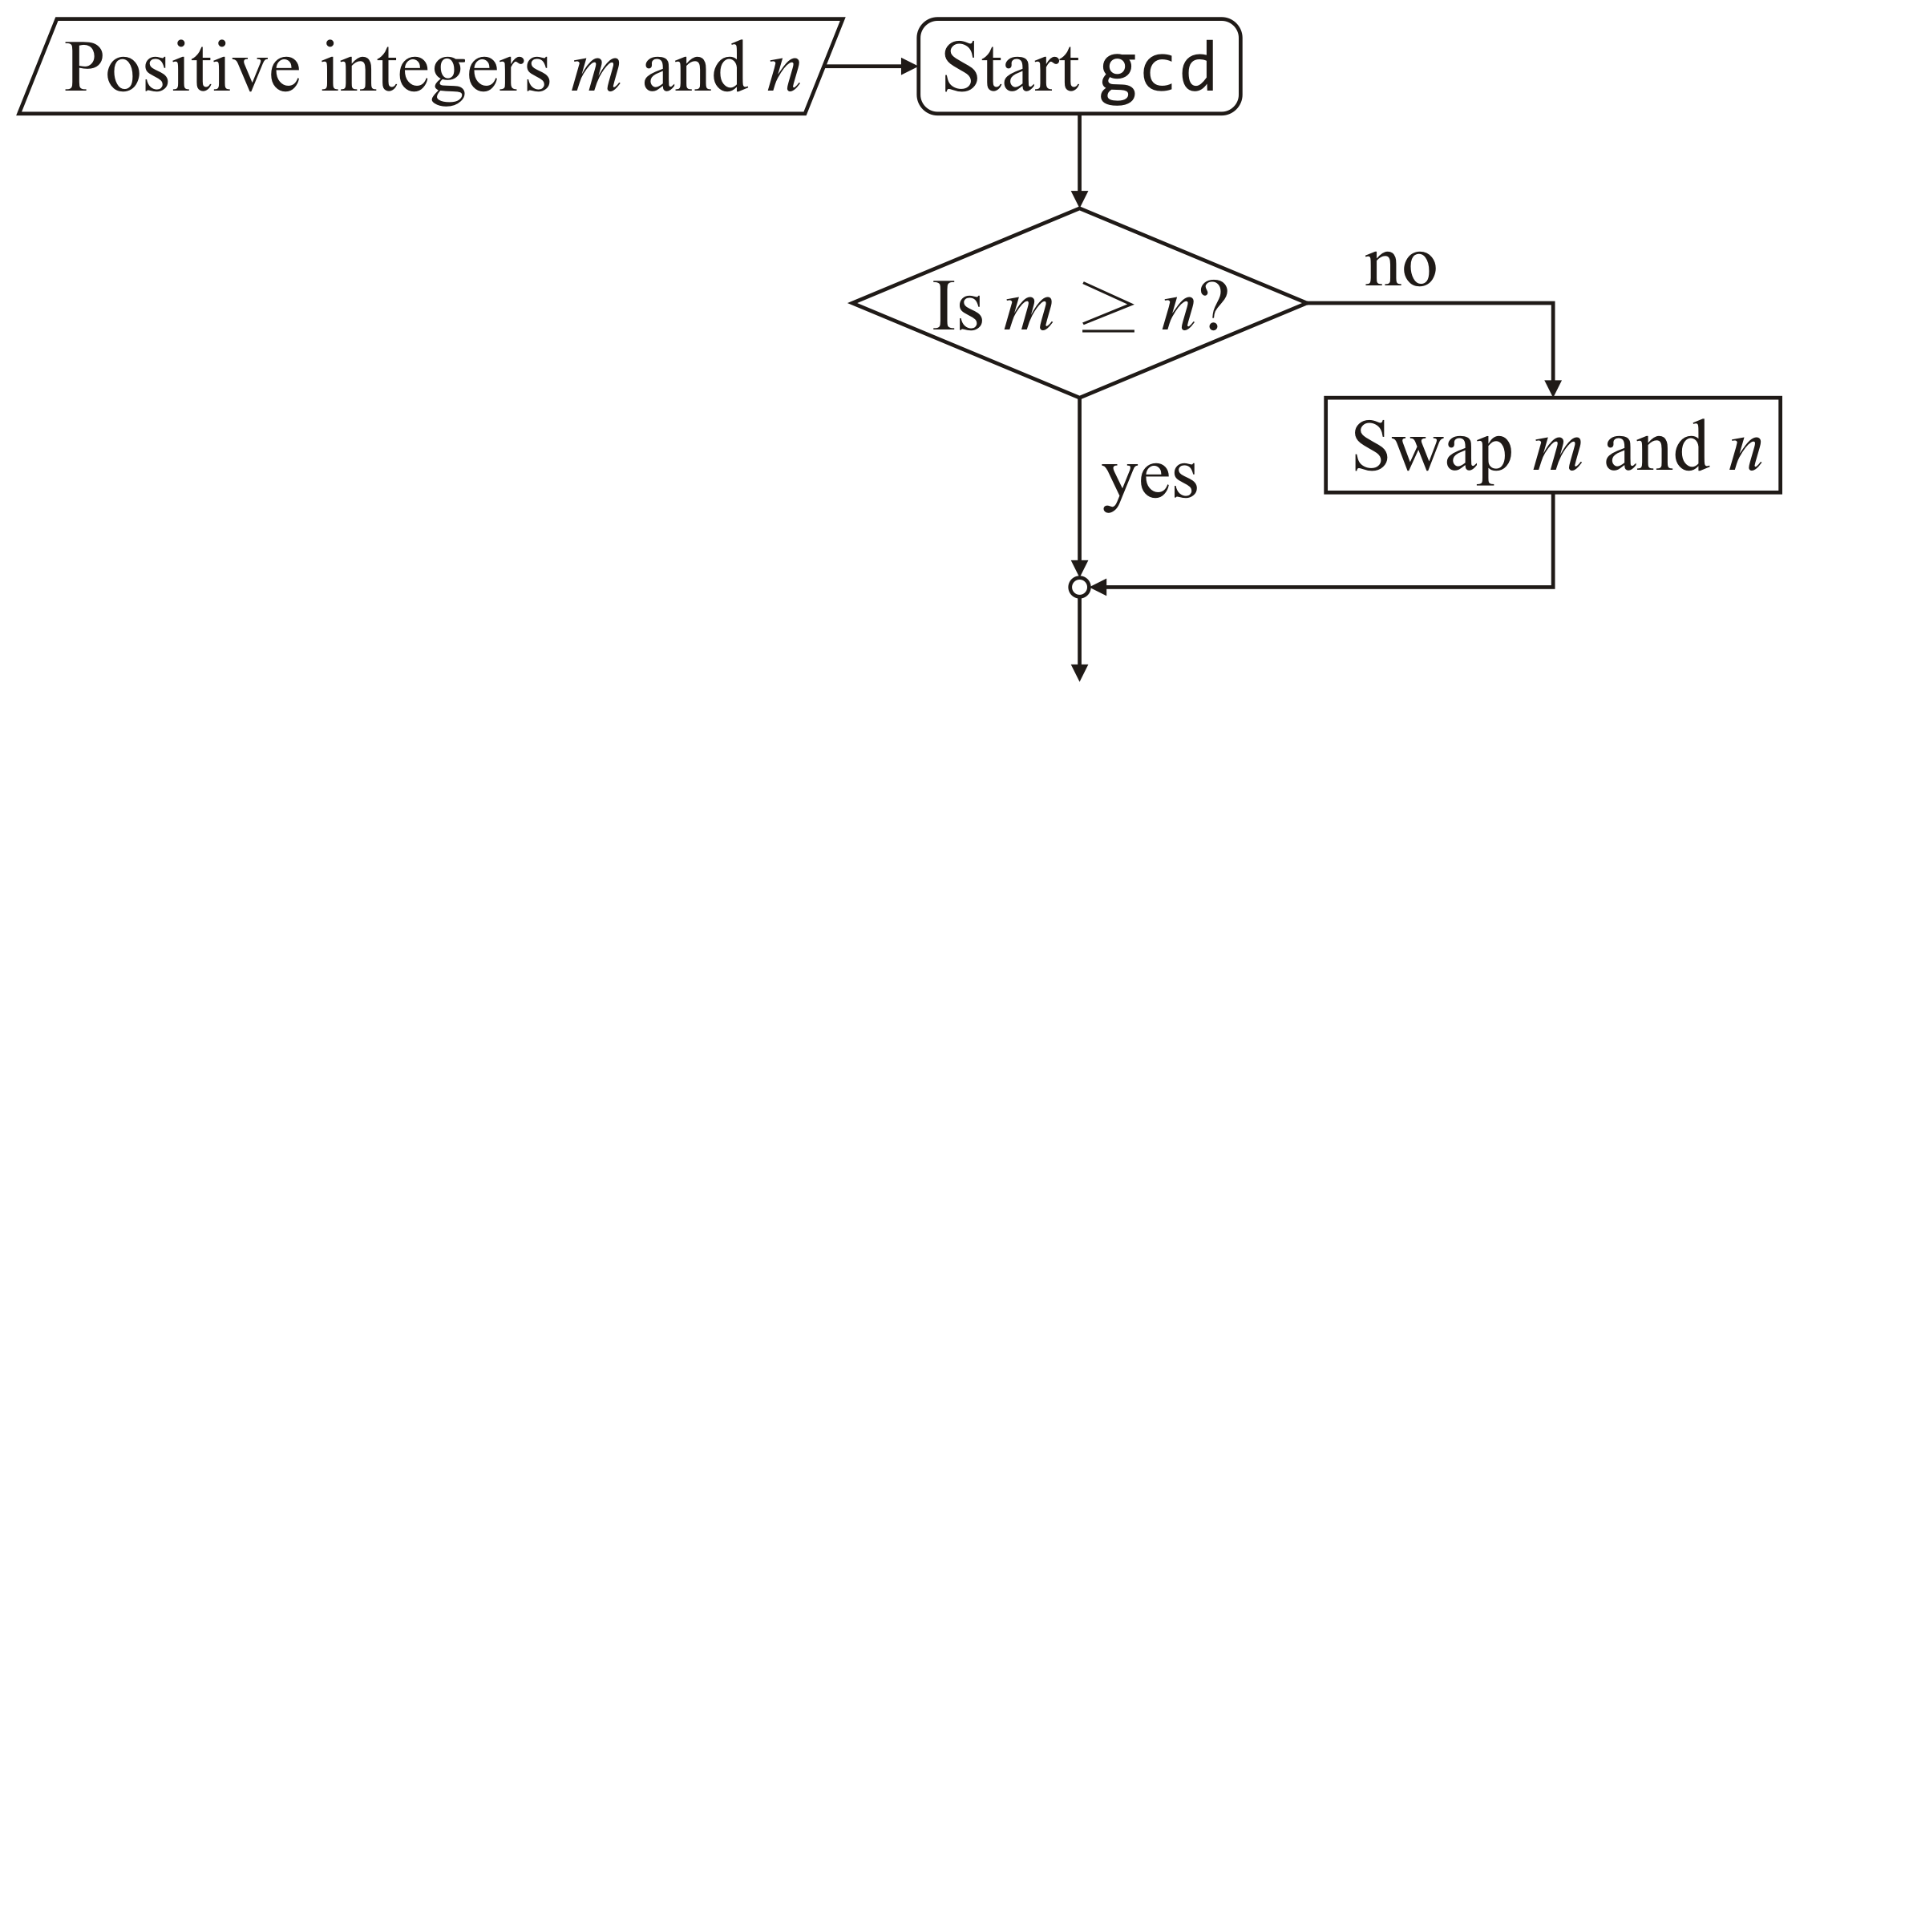 Positive integers m and n
Start gcd
Is m ≥ n?
no
Swap m and n
yes